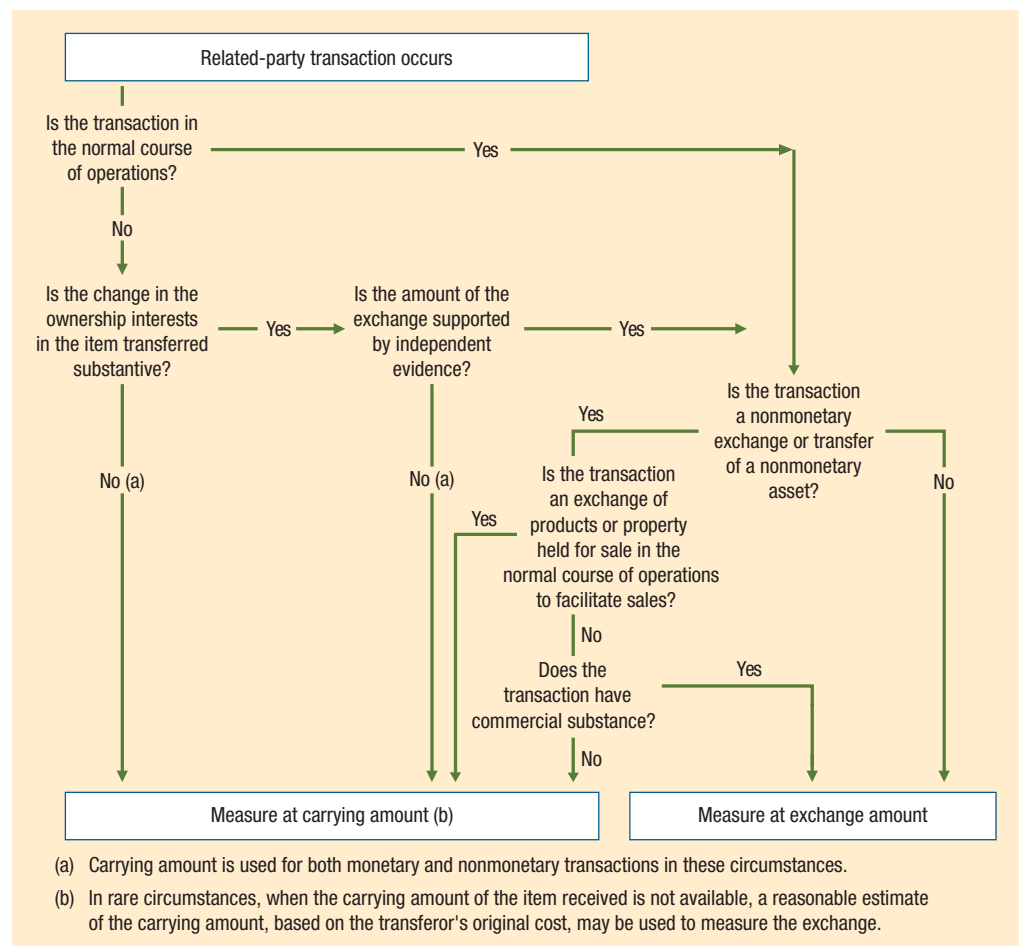 Related-party transaction occurs
Is the transaction in
the normal course
of operations?
Yes
No
Is the change in the
ownership interests
in the item transferred
substantive?
Yes
Is the amount of the
exchange supported
by independent
evidence?
Yes
Is the transaction
a nonmonetary
exchange or transfer
of a nonmonetary
asset?
Yes
No
No (a)
No (a)
Is the transaction
an exchange of
products or property
held for sale in the
normal course of operations
to facilitate sales?
Yes
No
Does the
transaction have
commercial substance?
Yes
No
Measure at carrying amount (b)
Measure at exchange amount
(a) Carrying amount is used for both monetary and nonmonetary transactions in these circumstances.
(b) In rare circumstances, when the carrying amount of the item received is not available, a reasonable estimate
of the carrying amount, based on the transferor's original cost, may be used to measure the exchange.